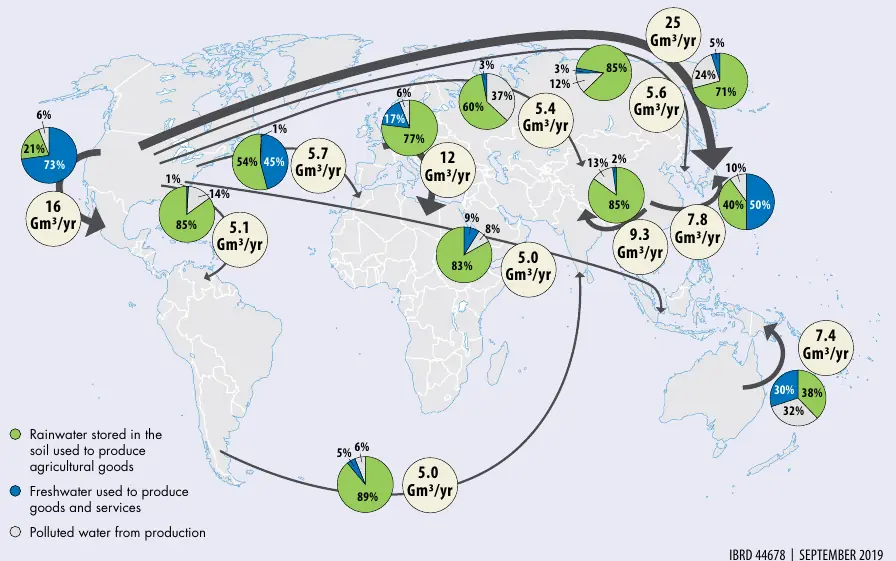 25
Gm³/yr
5%
24%
71%
3%
85%
12%
5.6
Gm³/yr
3%
37%
60%
5.4
Gm³/yr
6%
17%
77%
12
Gm³/yr
6%
21%
73%
16
Gm³/yr
1%
54%
45%
5.7
Gm³/yr
1%
14%
85%
5.1
Gm³/yr
9%
8%
83%
5.0
Gm³/yr
13%
2%
85%
9.3
Gm³/yr
7.8
Gm³/yr
10%
40%
50%
7.4
Gm³/yr
30%
38%
32%
5%
6%
89%
5.0
Gm³/yr
Rainwater stored in the
soil used to produce
agricultural goods
Freshwater used to produce
goods and services
Polluted water from production
IBRD 44678 | SEPTEMBER 2019